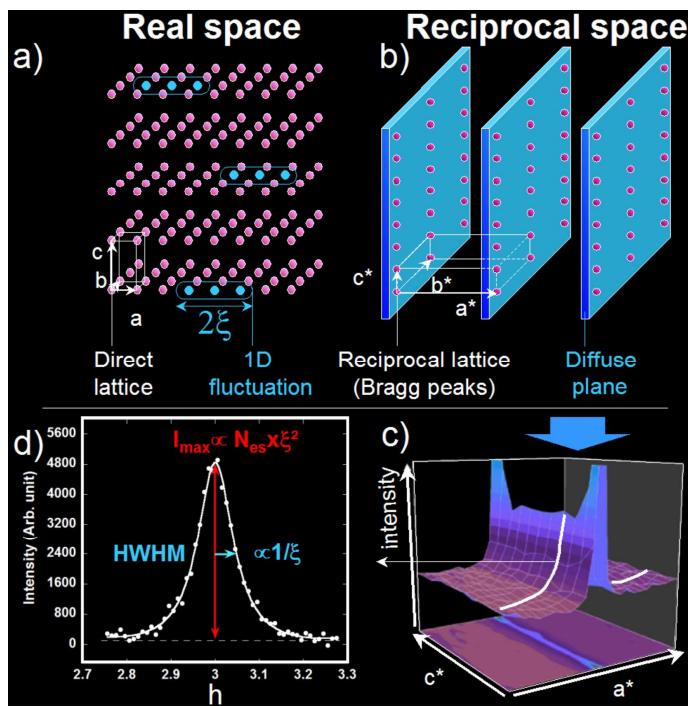 Real space
Reciprocal space
a)
b)
c
b
a
2ξ
c*
b*
a*
Direct
lattice
1D
fluctuation
Reciprocal lattice
(Bragg peaks)
Diffuse
plane
d)
5600
4800
4000
3200
2400
1600
800
0
Intensity (Arb. unit)
I_max ∝ N_es x ξ²
HWHM
∝1/ξ
2.7
2.8
2.9
3
3.1
3.2
3.3
h
c)
intensity
c*
a*